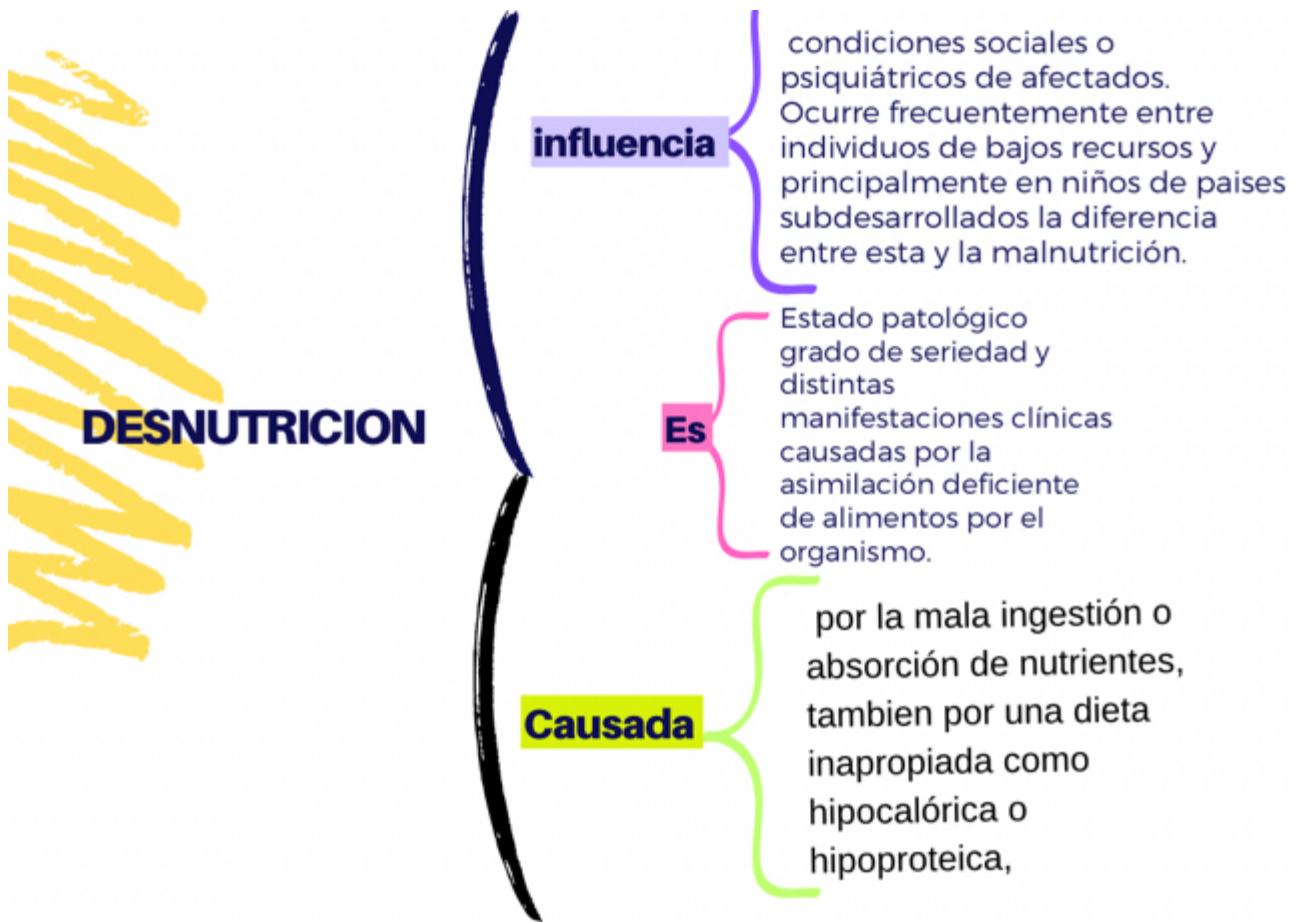 DESNUTRICION
influencia
condiciones sociales o
psiquiátricos de afectados.
Ocurre frecuentemente entre
individuos de bajos recursos y
principalmente en niños de paises
subdesarrollados la diferencia
entre esta y la malnutrición.
Es
Estado patológico
grado de seriedad y
distintas
manifestaciones clínicas
causadas por la
asimilación deficiente
de alimentos por el
organismo.
Causada
por la mala ingestión o
absorción de nutrientes,
tambien por una dieta
inapropiada como
hipocalórica o
hipoproteica,